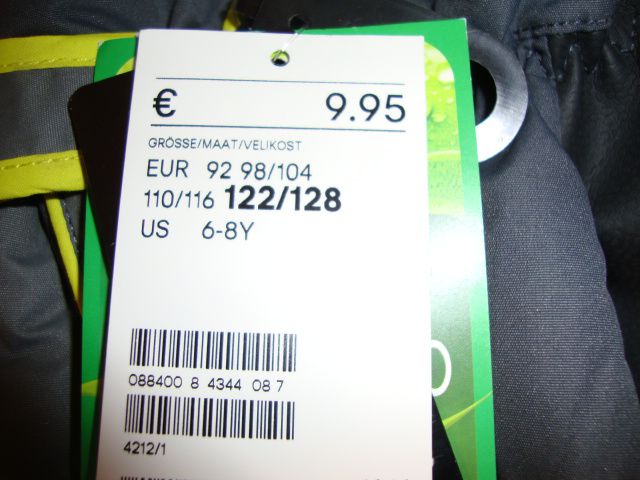 € 9.95
GRÖSSE/MAAT/VELIKOST
EUR 92 98/104
110/116 122/128
US 6-8Y
088400 8 4344 08 7
4212/1
0